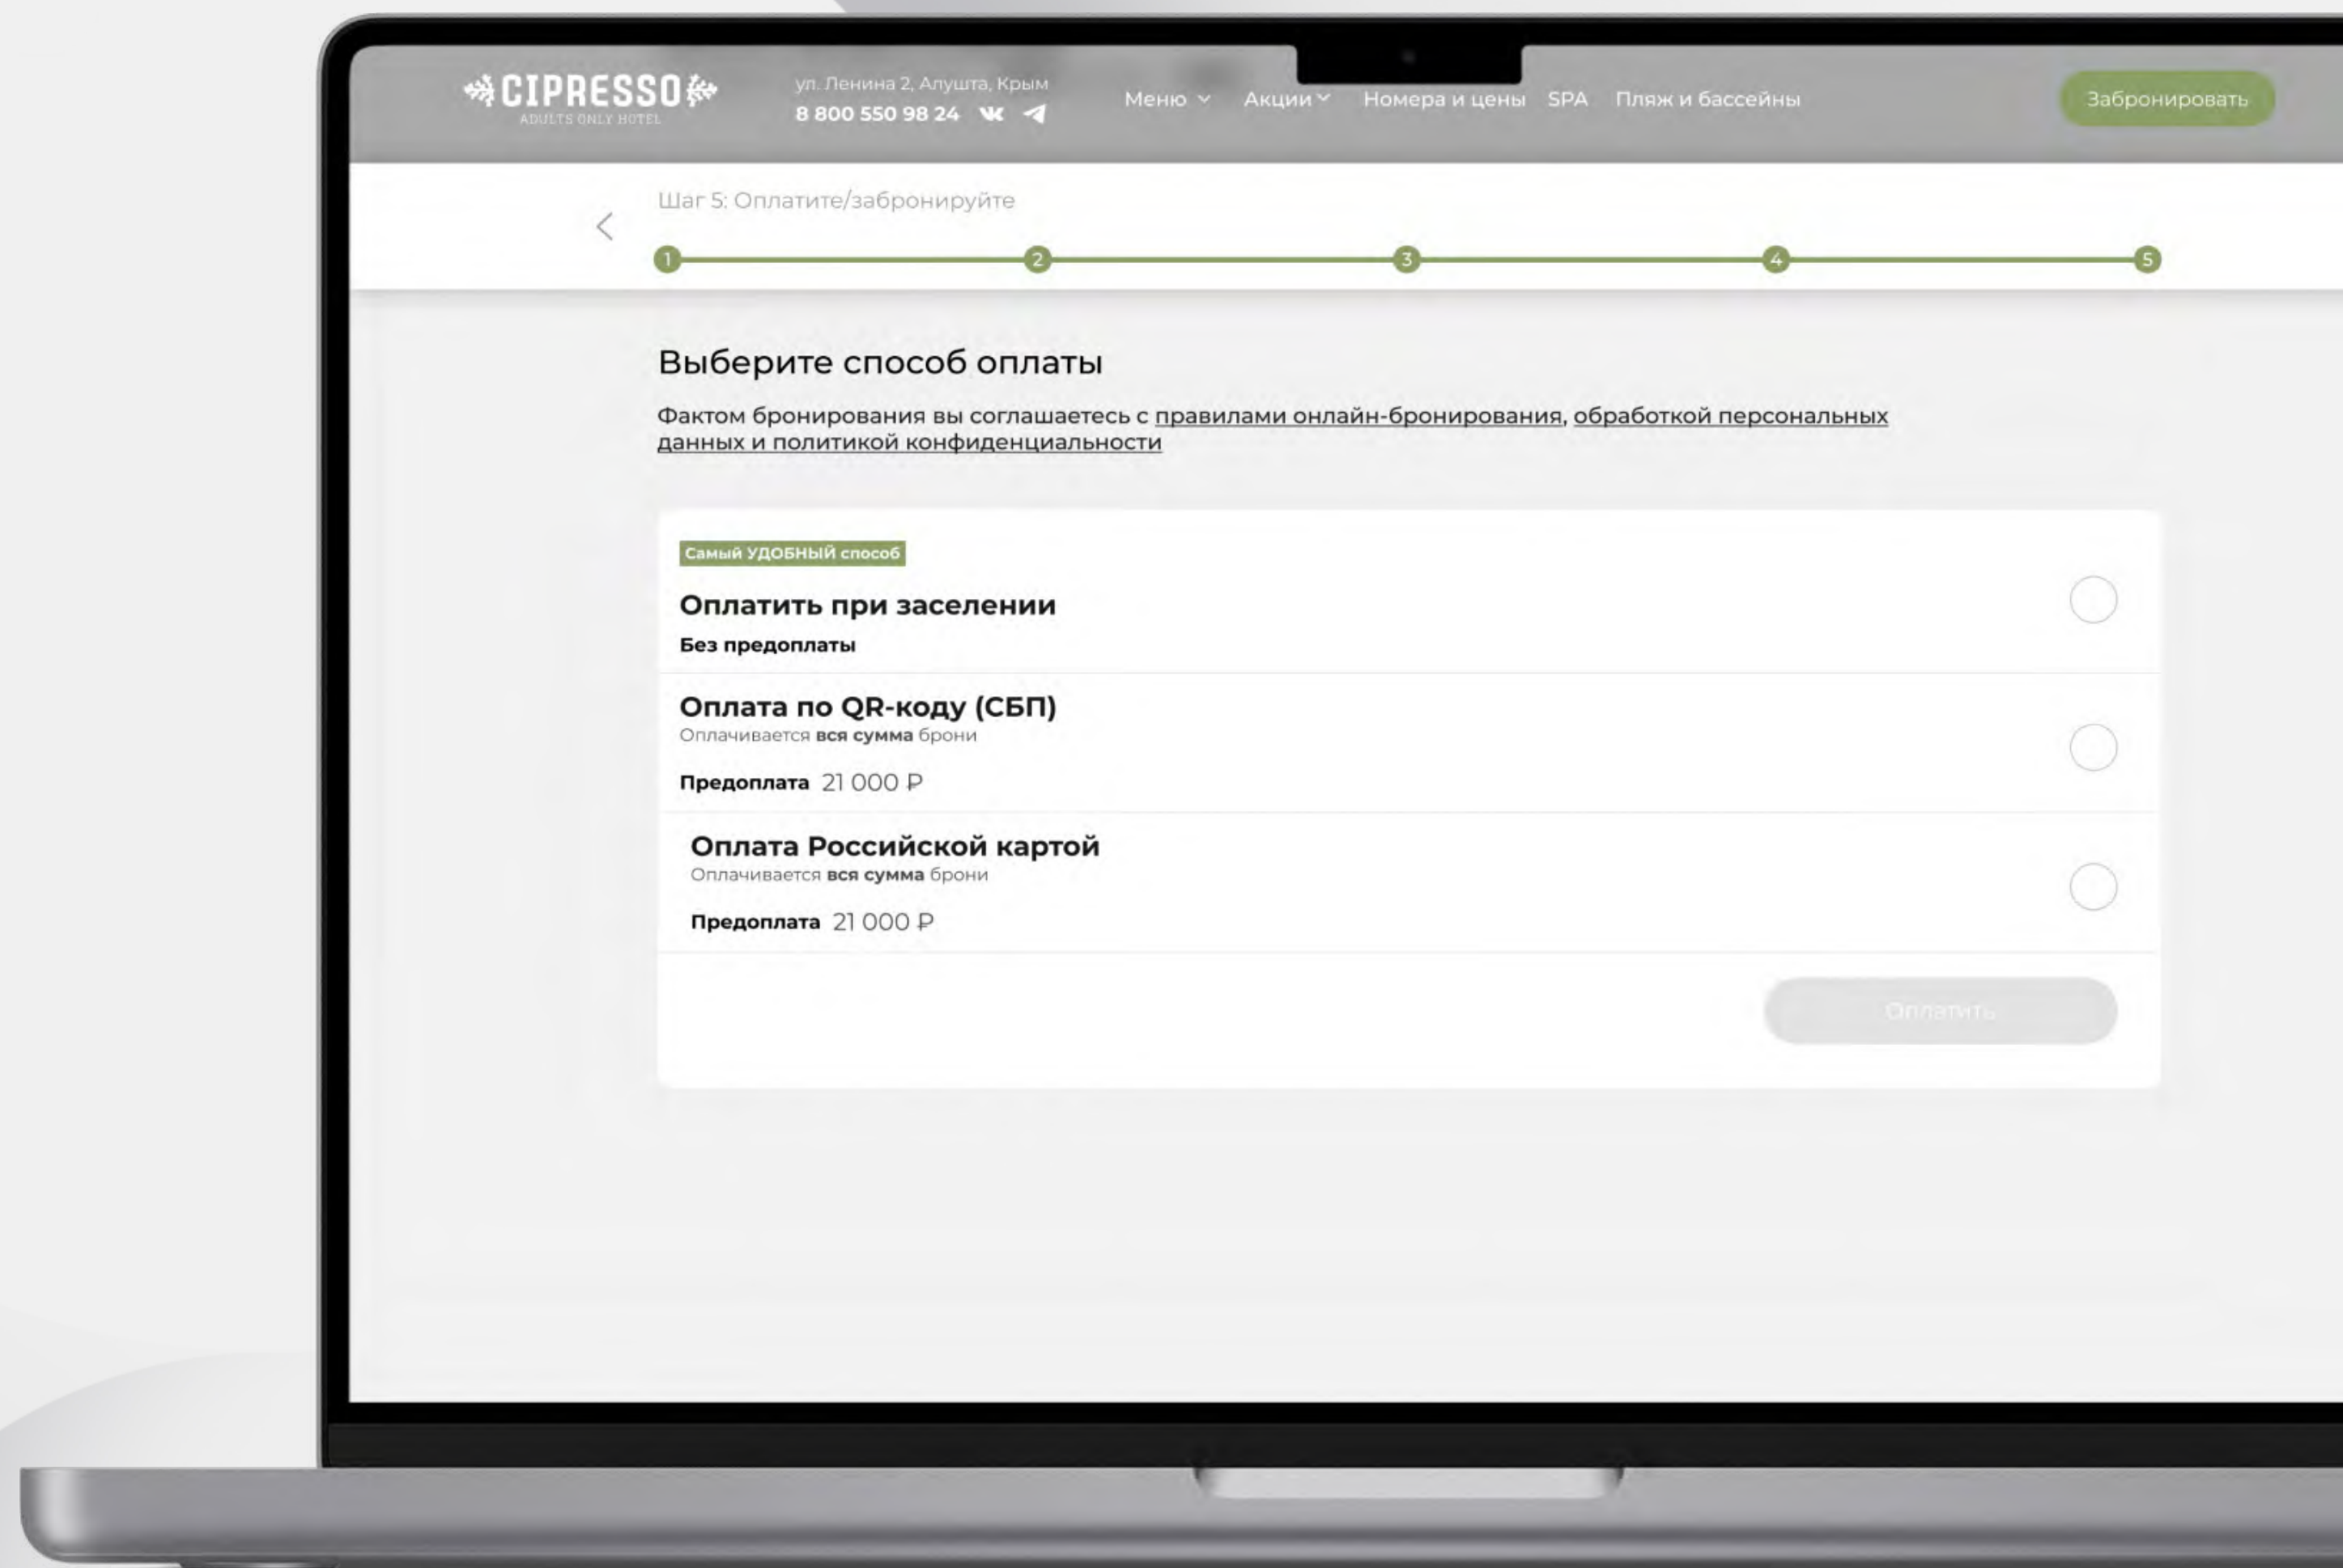 CIPRESSO
ADULTS ONLY HOTEL
ул. Ленина 2, Алушта, Крым
8 800 550 98 24
Меню Акции Номера и цены SPA Пляж и бассейны
Забронировать
Шаг 5: Оплатите/забронируйте
1 2 3 4 5
Выберите способ оплаты
Фактом бронирования вы соглашаетесь с правилами онлайн-бронирования, обработкой персональных
данных и политикой конфиденциальности
Самый УДОБНЫЙ способ
Оплатить при заселении
Без предоплаты
Оплата по QR-коду (СБП)
Оплачивается вся сумма брони
Предоплата 21 000 ₽
Оплата Российской картой
Оплачивается вся сумма брони
Предоплата 21 000 ₽
Оплатить